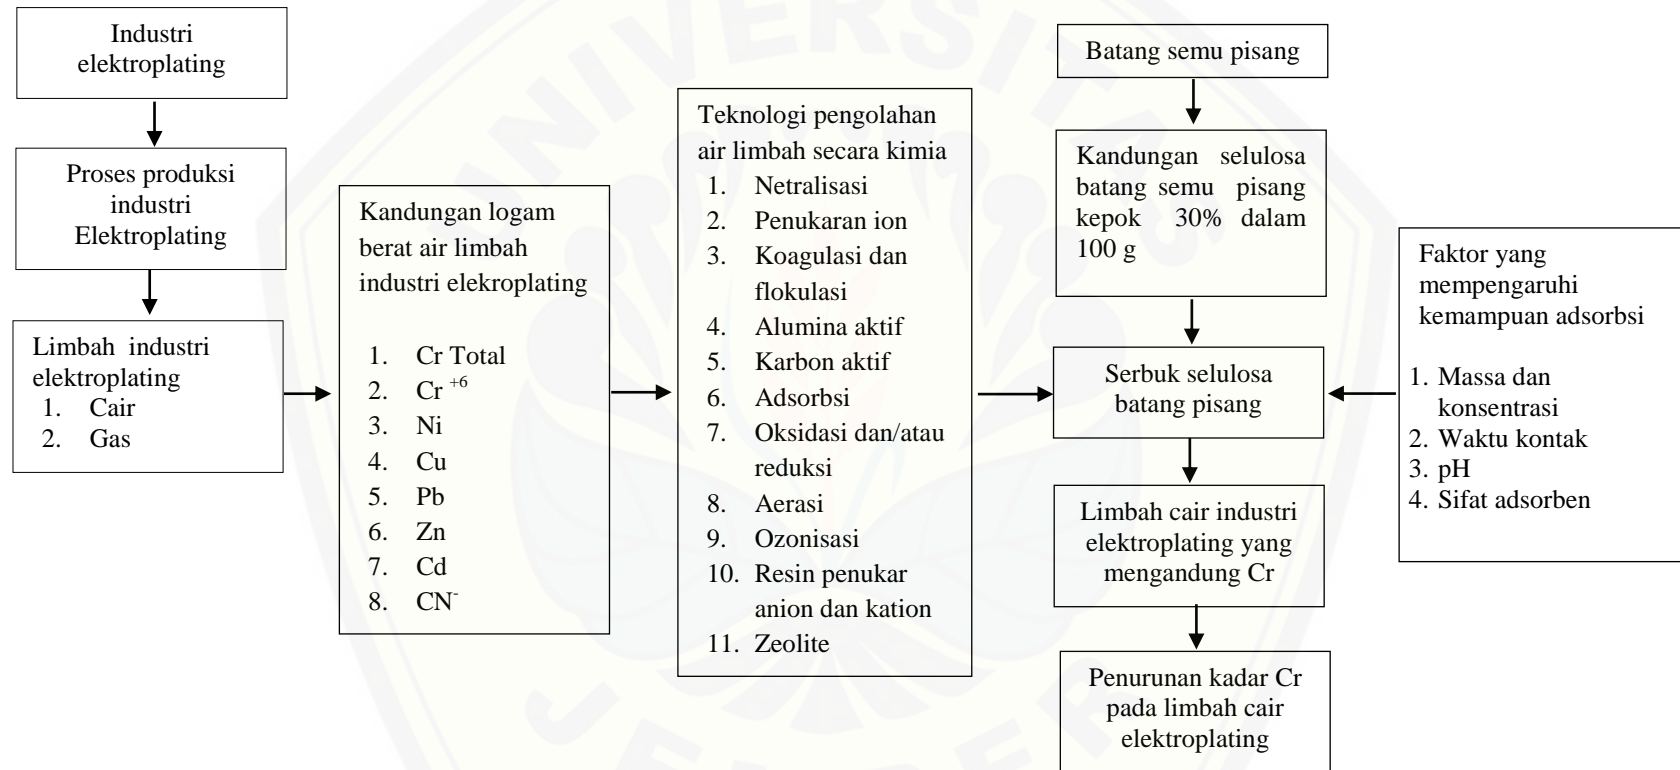 Industri
elektroplating
Proses produksi
industri
Elektroplating
Limbah industri
elektroplating
1. Cair
2. Gas
Kandungan logam
berat air limbah
industri elekroplating
1. Cr Total
2. Cr +6
3. Ni
4. Cu
5. Pb
6. Zn
7. Cd
8. CN-
Teknologi pengolahan
air limbah secara kimia
1. Netralisasi
2. Penukaran ion
3. Koagulasi dan
flokulasi
4. Alumina aktif
5. Karbon aktif
6. Adsorbsi
7. Oksidasi dan/atau
reduksi
8. Aerasi
9. Ozonisasi
10. Resin penukar
anion dan kation
11. Zeolite
Batang semu pisang
Kandungan selulosa
batang semu pisang
kepok 30% dalam
100 g
Serbuk selulosa
batang pisang
Limbah cair industri
elektroplating yang
mengandung Cr
Penurunan kadar Cr
pada limbah cair
elektroplating
Faktor yang
mempengaruhi
kemampuan adsorbsi
1. Massa dan
konsentrasi
2. Waktu kontak
3. pH
4. Sifat adsorben
UNIVERSITAS
JEMBER